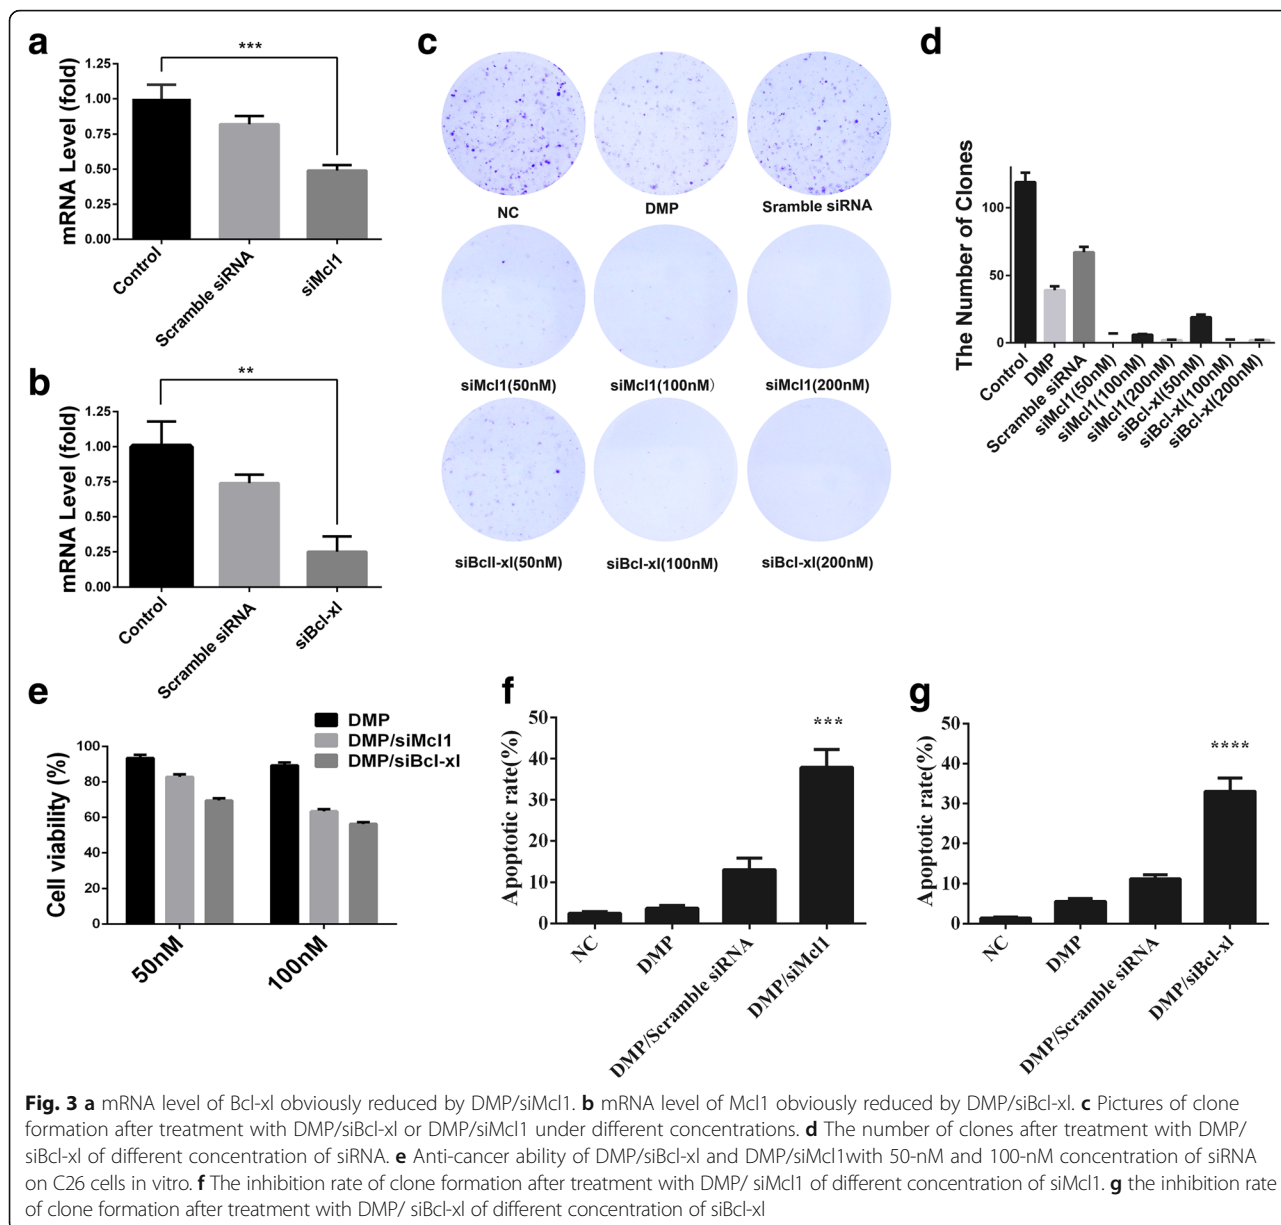 a
***
mRNA Level (fold)
1.25
1.00
0.75
0.50
0.25
0.00
Control
Scramble siRNA
siMcl1
b
**
mRNA Level (fold)
1.25
1.00
0.75
0.50
0.25
0.00
Control
Scramble siRNA
siBcl-xl
c
NC
DMP
Sramble siRNA
siMcl1(50nM)
siMcl1(100nM)
siMcl1(200nM)
siBcll-xl(50nM)
siBcl-xl(100nM)
siBcl-xl(200nM)
d
The Number of Clones
100
50
0
Control
DMP
Scramble siRNA
siMcl1(50nM)
siMcl1(100nM)
siMcl1(200nM)
siBcl-xl(50nM)
siBcl-xl(100nM)
siBcl-xl(200nM)
e
DMP
DMP/siMcl1
DMP/siBcl-xl
Cell viability (%)
100
80
60
40
20
0
50nM
100nM
f
***
Apoptotic rate(%)
50
40
30
20
10
0
NC
DMP
DMP/Scramble siRNA
DMP/siMcl1
g
****
Apoptotic rate(%)
50
40
30
20
10
0
NC
DMP
DMP/Scramble siRNA
DMP/siBcl-xl
Fig. 3 a mRNA level of Bcl-xl obviously reduced by DMP/siMcl1. b mRNA level of Mcl1 obviously reduced by DMP/siBcl-xl. c Pictures of clone
formation after treatment with DMP/siBcl-xl or DMP/siMcl1 under different concentrations. d The number of clones after treatment with DMP/
siBcl-xl of different concentration of siRNA. e Anti-cancer ability of DMP/siBcl-xl and DMP/siMcl1with 50-nM and 100-nM concentration of siRNA
on C26 cells in vitro. f The inhibition rate of clone formation after treatment with DMP/ siMcl1 of different concentration of siMcl1. g the inhibition rate
of clone formation after treatment with DMP/ siBcl-xl of different concentration of siBcl-xl